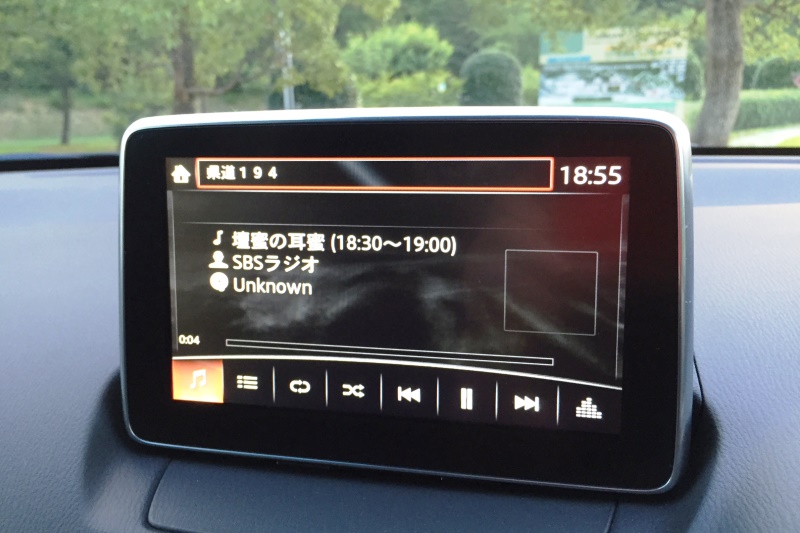 県道１９４
18:55
壇蜜の耳蜜 (18:30～19:00)
SBSラジオ
Unknown
0:04